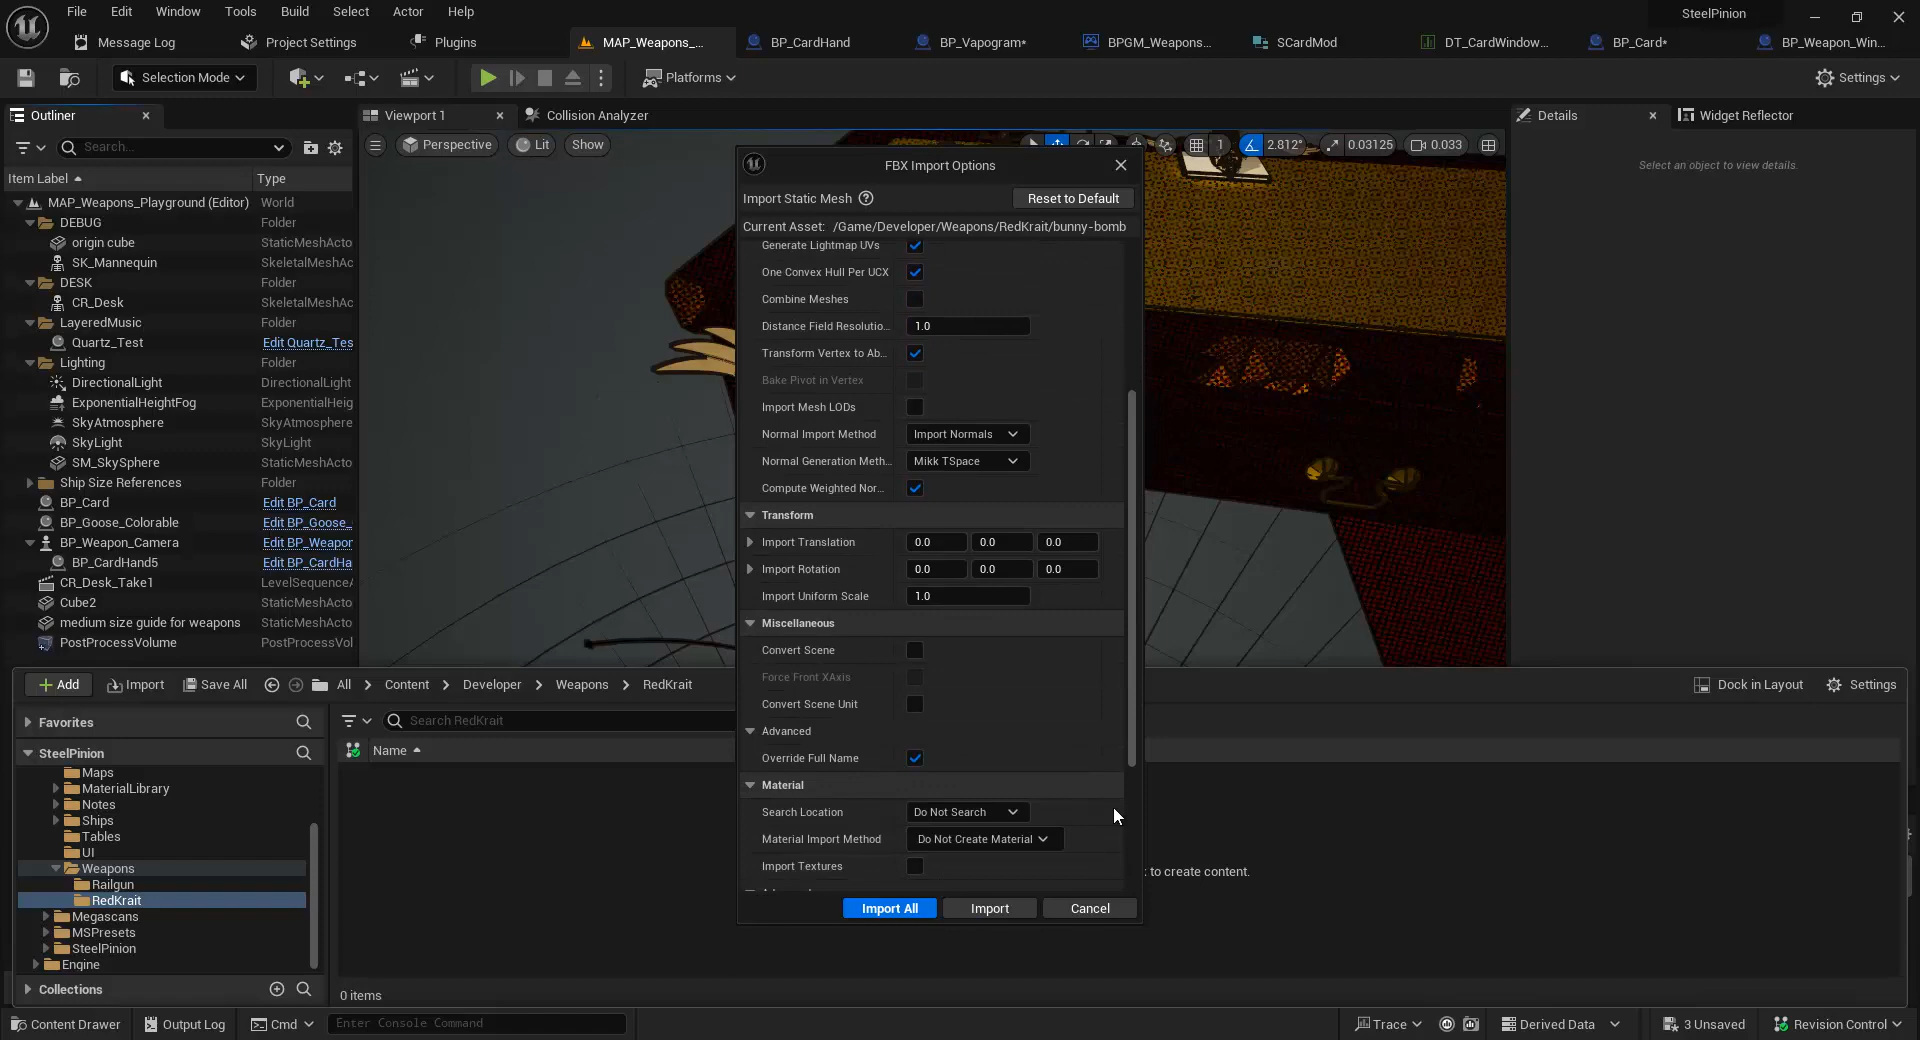 File Edit Window Tools Build Select Actor Help
SteelPinion
Message Log
Project Settings
Plugins
MAP_Weapons_...
BP_CardHand
BP_Vapogram*
BPGM_Weapons...
SCardMod
DT_CardWindow...
BP_Card*
BP_Weapon_Win...
Selection Mode
Platforms
Settings
Outliner
Search...
Item Label Type
MAP_Weapons_Playground (Editor) World
DEBUG Folder
origin cube StaticMeshActo
SK_Mannequin SkeletalMeshAc
DESK Folder
CR_Desk SkeletalMeshAc
LayeredMusic Folder
Quartz_Test Edit Quartz_Tes
Lighting Folder
DirectionalLight DirectionalLight
ExponentialHeightFog ExponentialHeig
SkyAtmosphere SkyAtmosphere
SkyLight SkyLight
SM_SkySphere StaticMeshActo
Ship Size References Folder
BP_Card Edit BP_Card
BP_Goose_Colorable Edit BP_Goose_
BP_Weapon_Camera Edit BP_Weapon
BP_CardHand5 Edit BP_CardHa
CR_Desk_Take1 LevelSequenceA
Cube2 StaticMeshActo
medium size guide for weapons StaticMeshActo
PostProcessVolume PostProcessVol
Viewport 1
Collision Analyzer
Perspective Lit Show
1 2.812° 0.03125 0.033
Details
Widget Reflector
Select an object to view details.
FBX Import Options
Import Static Mesh Reset to Default
Current Asset: /Game/Developer/Weapons/RedKrait/bunny-bomb
Generate Lightmap UVs
One Convex Hull Per UCX
Combine Meshes
Distance Field Resolutio... 1.0
Transform Vertex to Ab...
Bake Pivot in Vertex
Import Mesh LODs
Normal Import Method Import Normals
Normal Generation Meth... Mikk TSpace
Compute Weighted Nor...
Transform
Import Translation 0.0 0.0 0.0
Import Rotation 0.0 0.0 0.0
Import Uniform Scale 1.0
Miscellaneous
Convert Scene
Force Front XAxis
Convert Scene Unit
Advanced
Override Full Name
Material
Search Location Do Not Search
Material Import Method Do Not Create Material
Import Textures
Import All Import Cancel
Add Import Save All All Content Developer Weapons RedKrait
Dock in Layout Settings
Favorites
SteelPinion
Maps
MaterialLibrary
Notes
Ships
Tables
UI
Weapons
Railgun
RedKrait
Megascans
MSPresets
SteelPinion
Engine
Collections
Search RedKrait
Name
t to create content.
0 items
Content Drawer Output Log Cmd Enter Console Command
Trace Derived Data 3 Unsaved Revision Control